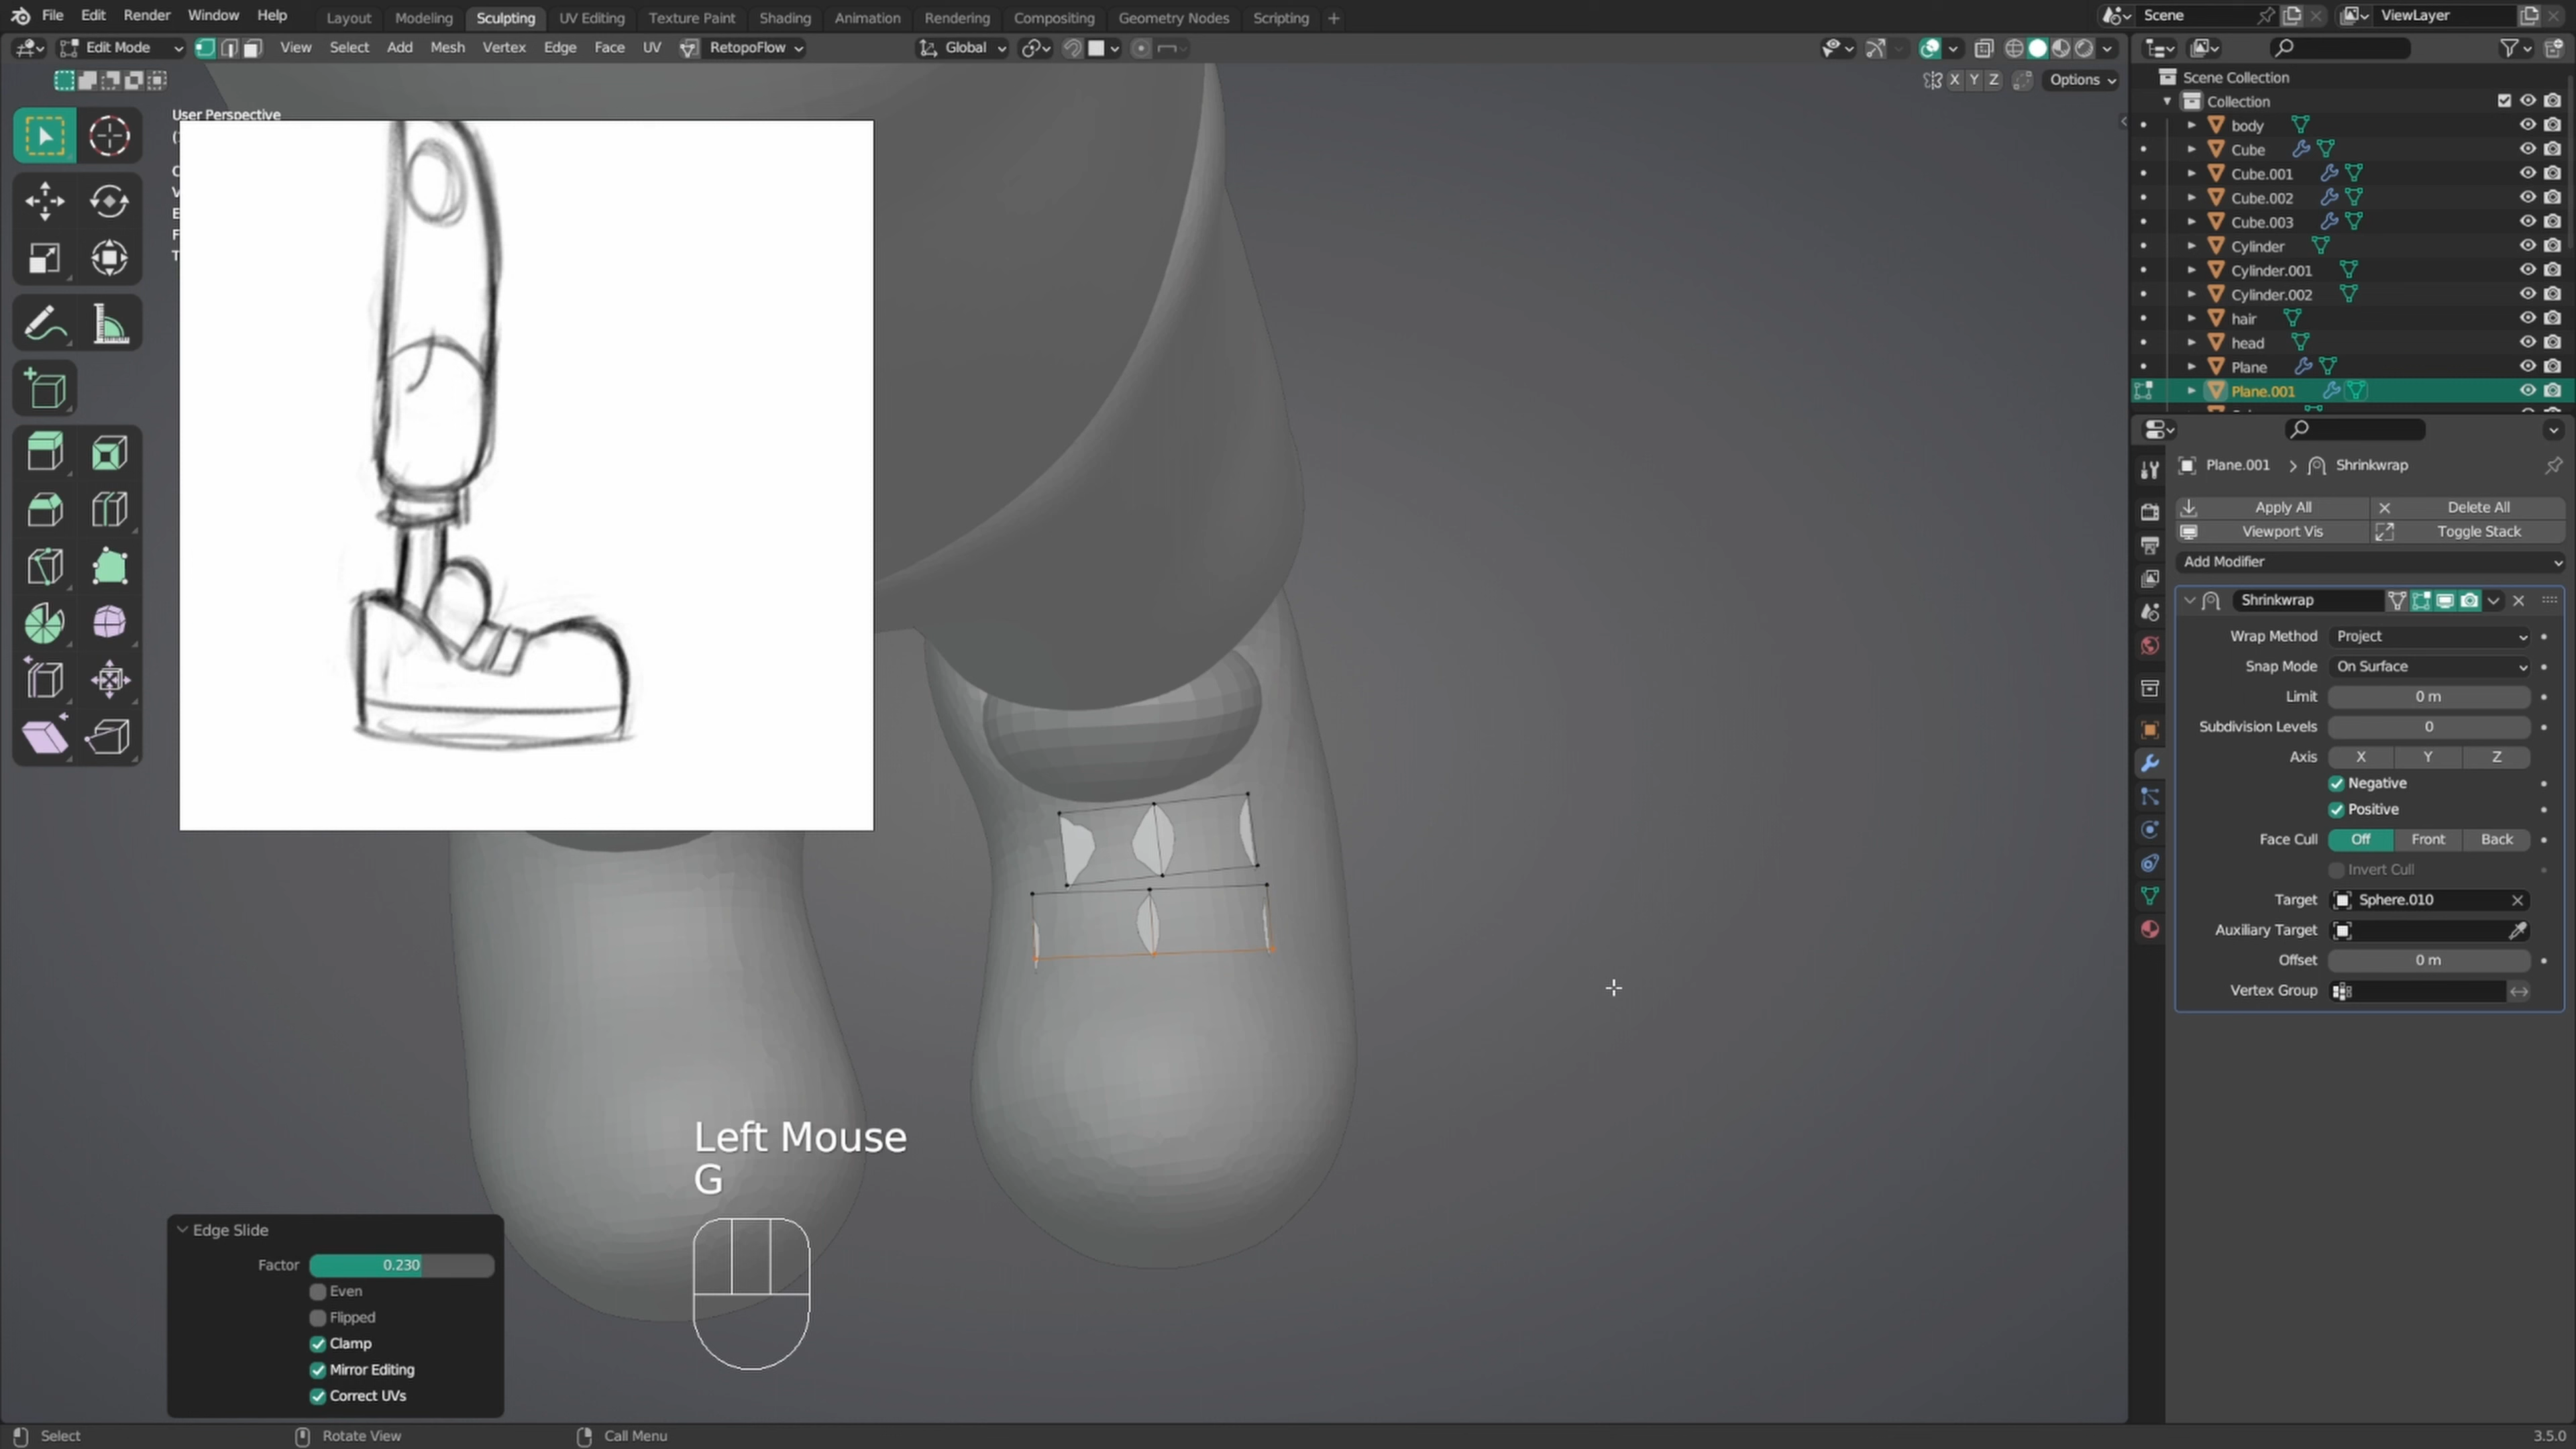 File Edit Render Window Help Layout Modeling Sculpting UV Editing Texture Paint Shading Animation Rendering Compositing Geometry Nodes Scripting + Scene ViewLayer
Edit Mode View Select Add Mesh Vertex Edge Face UV RetopoFlow Global
X Y Z Options
User Perspective
(
C
V
E
F
T
Scene Collection
Collection
body
Cube
Cube.001
Cube.002
Cube.003
Cylinder
Cylinder.001
Cylinder.002
hair
head
Plane
Plane.001
Plane.001 > Shrinkwrap
Apply All Delete All
Viewport Vis Toggle Stack
Add Modifier
Shrinkwrap
Wrap Method Project
Snap Mode On Surface
Limit 0 m
Subdivision Levels 0
Axis X Y Z
Negative
Positive
Face Cull Off Front Back
Invert Cull
Target Sphere.010
Auxiliary Target
Offset 0 m
Vertex Group
Left Mouse
G
Edge Slide
Factor 0.230
Even
Flipped
Clamp
Mirror Editing
Correct UVs
Select Rotate View Call Menu 3.5.0